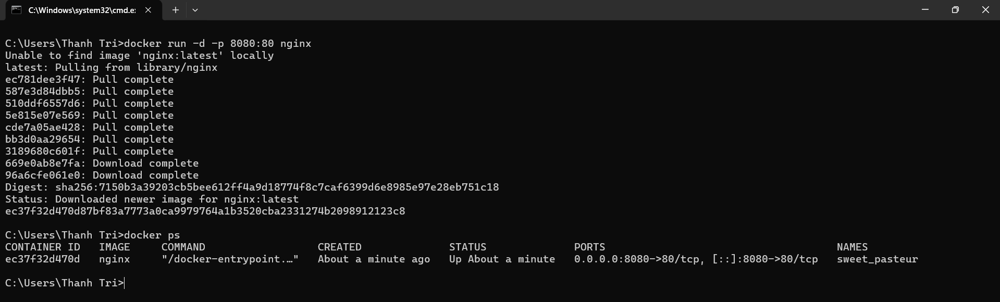 C:\Windows\system32\cmd.e
C:\Users\Thanh Tri>docker run -d -p 8080:80 nginx
Unable to find image 'nginx:latest' locally
latest: Pulling from library/nginx
ec781dee3f47: Pull complete
587e3d84dbb5: Pull complete
510ddf6557d6: Pull complete
5e815e07e569: Pull complete
cde7a05ae428: Pull complete
bb3d0aa29654: Pull complete
3189680c601f: Pull complete
669e0ab8e7fa: Download complete
96a6cfe061e0: Download complete
Digest: sha256:7150b3a39203cb5bee612ff4a9d18774f8c7caf6399d6e8985e97e28eb751c18
Status: Downloaded newer image for nginx:latest
ec37f32d470d87bf83a7773a0ca9979764a1b3520cba2331274b2098912123c8
C:\Users\Thanh Tri>docker ps
CONTAINER ID   IMAGE     COMMAND                  CREATED              STATUS              PORTS                                     NAMES
ec37f32d470d   nginx     "/docker-entrypoint.…"   About a minute ago   Up About a minute   0.0.0.0:8080->80/tcp, [::]:8080->80/tcp   sweet_pasteur
C:\Users\Thanh Tri>